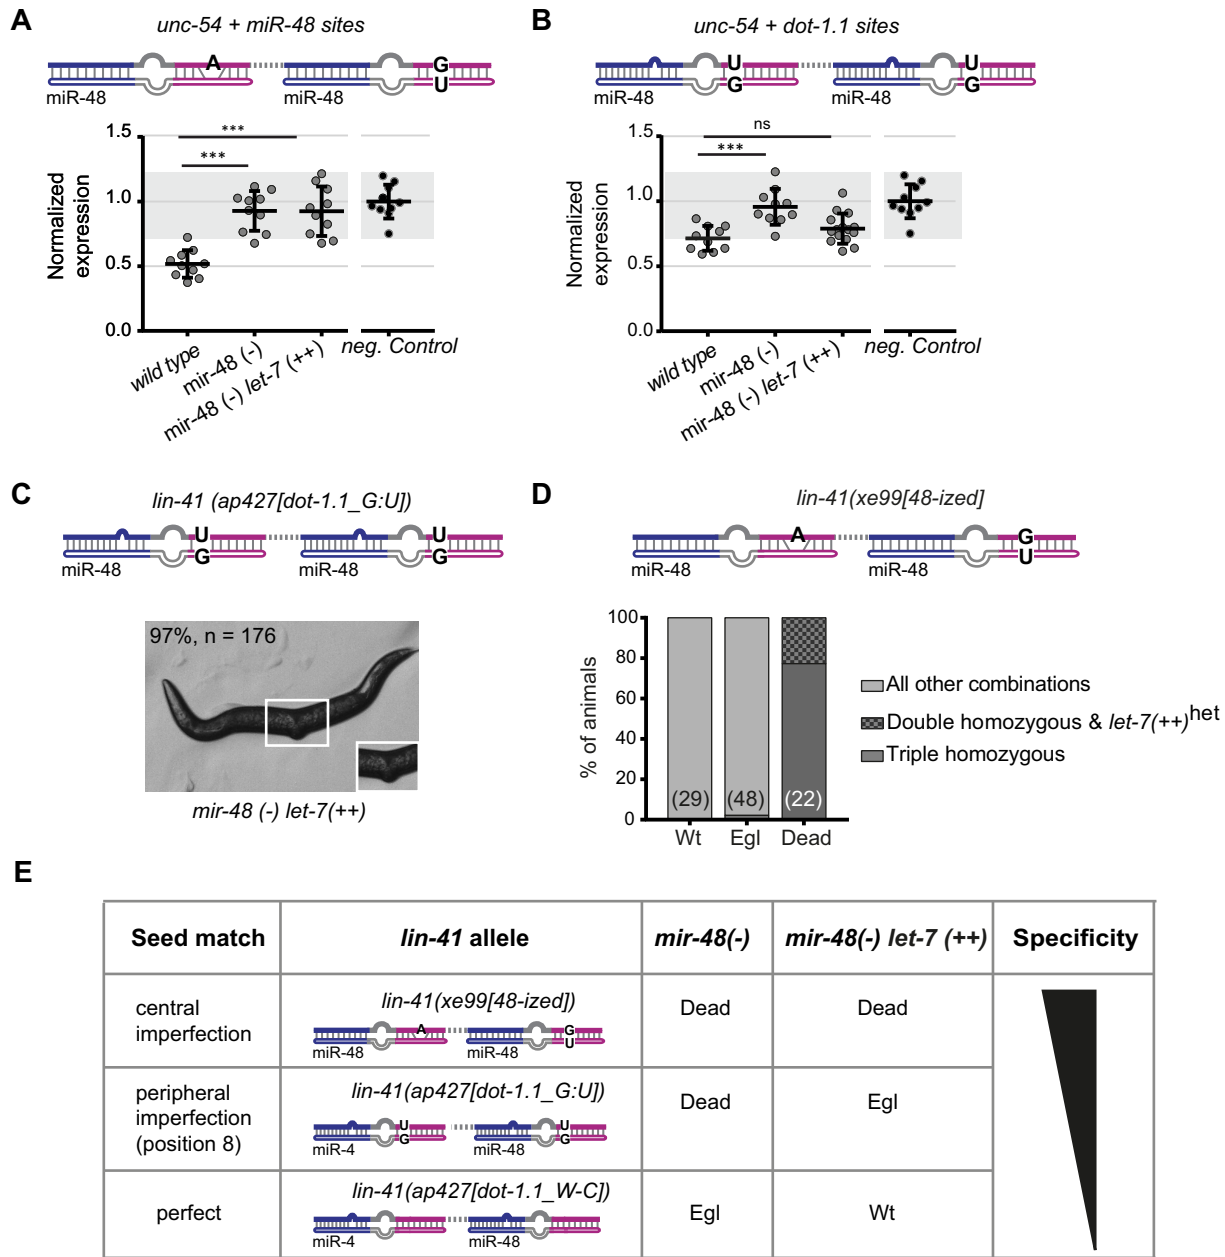 A
unc-54 + miR-48 sites
A
G
U
miR-48
Normalized
expression
1.5
1.0
0.5
0.0
***
***
wild type
mir-48 (-)
mir-48 (-) let-7 (++)
neg. Control
B
unc-54 + dot-1.1 sites
U
G
U
G
miR-48
miR-48
Normalized
expression
1.5
1.0
0.5
0.0
ns
***
wild type
mir-48 (-)
mir-48 (-) let-7 (++)
neg. Control
C
lin-41 (ap427[dot-1.1_G:U])
U
G
U
G
miR-48
miR-48
97%, n = 176
mir-48 (-) let-7(++)
D
lin-41(xe99[48-ized]
A
G
U
miR-48
miR-48
% of animals
100
80
60
40
20
0
(29)
(48)
(22)
Wt
Egl
Dead
All other combinations
Double homozygous & let-7(++)het
Triple homozygous
E
Seed match
lin-41 allele
mir-48(-)
mir-48(-) let-7 (++)
Specificity
central
imperfection
lin-41(xe99[48-ized])
A
G
U
miR-48
miR-48
Dead
Dead
peripheral
imperfection
(position 8)
lin-41(ap427[dot-1.1_G:U])
U
G
U
G
miR-4
miR-48
Dead
Egl
perfect
lin-41(ap427[dot-1.1_W-C])
miR-4
miR-48
Egl
Wt